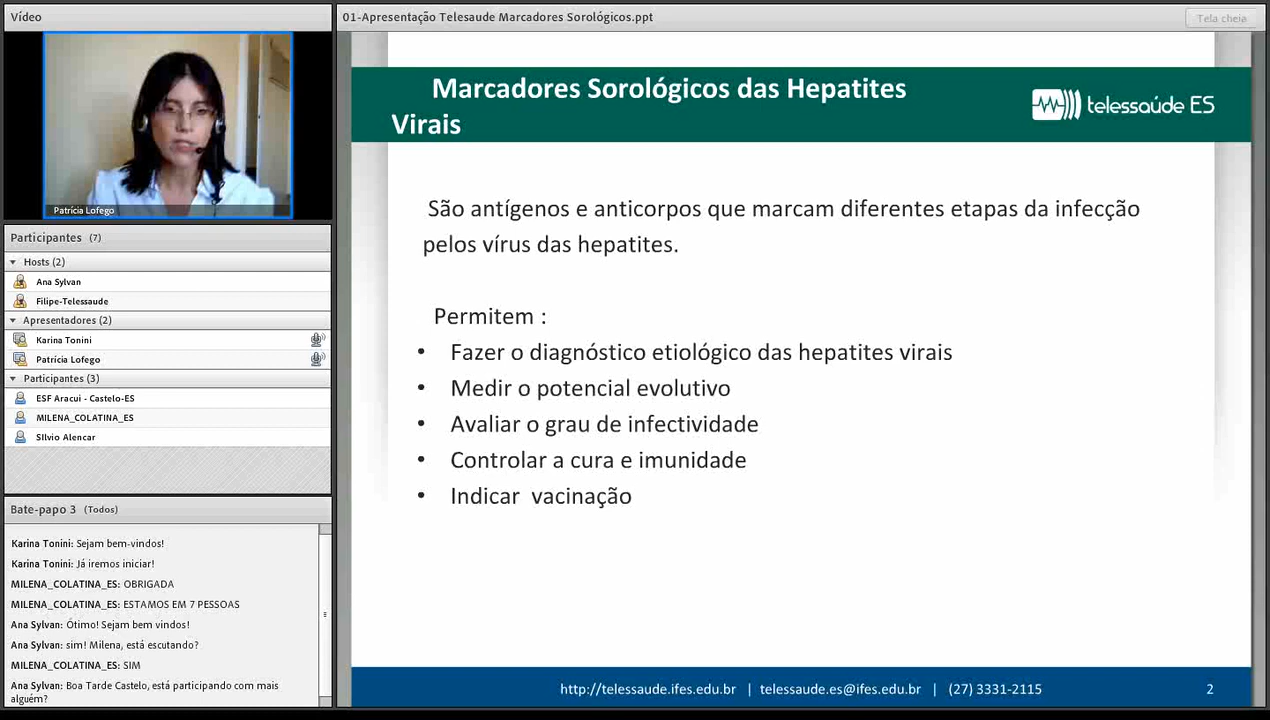 Vídeo
Patrícia Lofego
Participantes (7)
Hosts (2)
Ana Sylvan
Filipe-Telessaude
Apresentadores (2)
Karina Tonini
Patrícia Lofego
Participantes (3)
ESF Aracui - Castelo-ES
MILENA_COLATINA_ES
SIlvio Alencar
Bate-papo 3 (Todos)
Karina Tonini: Sejam bem-vindos!
Karina Tonini: Já iremos iniciar!
MILENA_COLATINA_ES: OBRIGADA
MILENA_COLATINA_ES: ESTAMOS EM 7 PESSOAS
Ana Sylvan: Ótimo! Sejam bem vindos!
Ana Sylvan: sim! Milena, está escutando?
MILENA_COLATINA_ES: SIM
Ana Sylvan: Boa Tarde Castelo, está participando com mais
alguém?
01-Apresentação Telesaude Marcadores Sorológicos.ppt
Tela cheia
Marcadores Sorológicos das Hepatites
Virais
telessaúde ES
São antígenos e anticorpos que marcam diferentes etapas da infecção
pelos vírus das hepatites.
Permitem :
• Fazer o diagnóstico etiológico das hepatites virais
• Medir o potencial evolutivo
• Avaliar o grau de infectividade
• Controlar a cura e imunidade
• Indicar vacinação
http://telessaude.ifes.edu.br | telessaude.es@ifes.edu.br | (27) 3331-2115
2